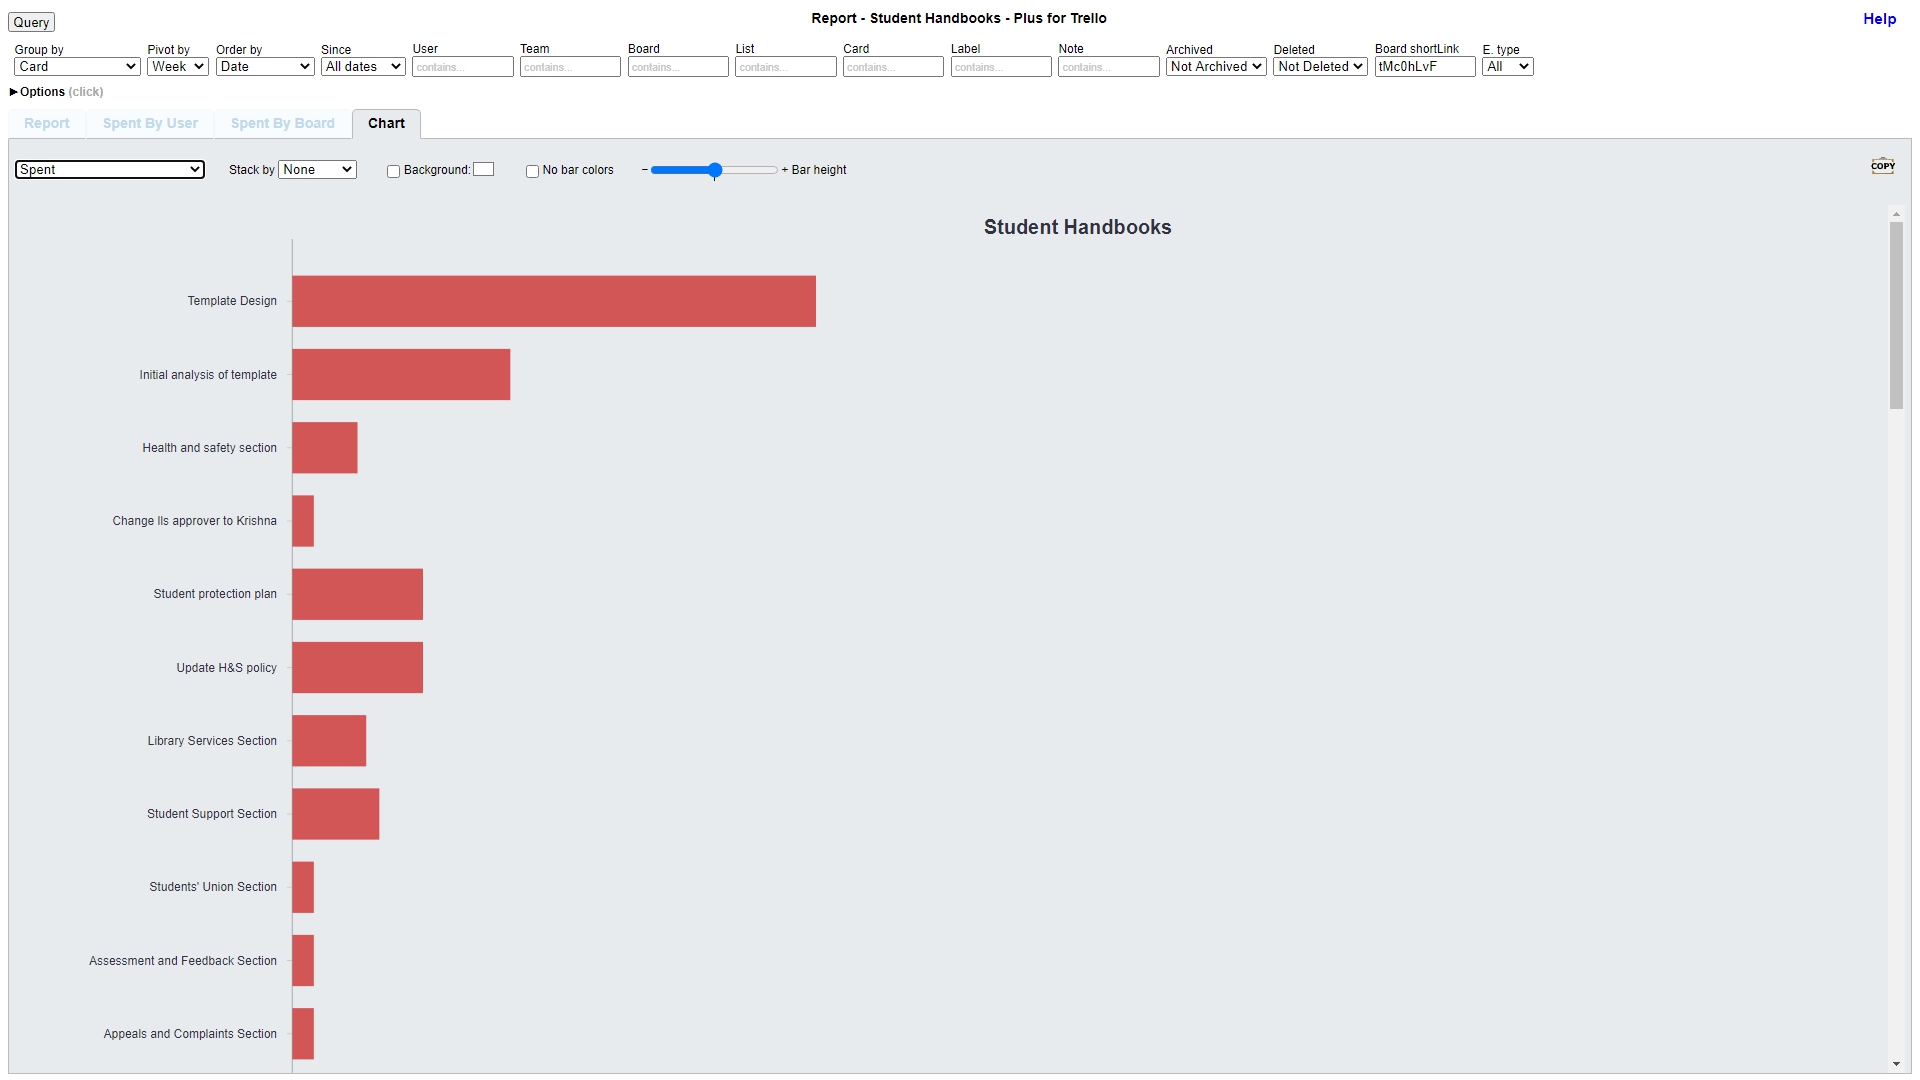 Query
Report - Student Handbooks - Plus for Trello
Help
Group by Pivot by Order by Since User Team Board List Card Label Note Archived Deleted Board shortLink E. type
Card Week Date All dates contains... contains... contains... contains... contains... contains... contains... Not Archived Not Deleted tMc0hLvF All
Options (click)
Report Spent By User Spent By Board Chart
Spent Stack by None Background: No bar colors − + Bar height COPY
Student Handbooks
Template Design
Initial analysis of template
Health and safety section
Change lls approver to Krishna
Student protection plan
Update H&S policy
Library Services Section
Student Support Section
Students' Union Section
Assessment and Feedback Section
Appeals and Complaints Section